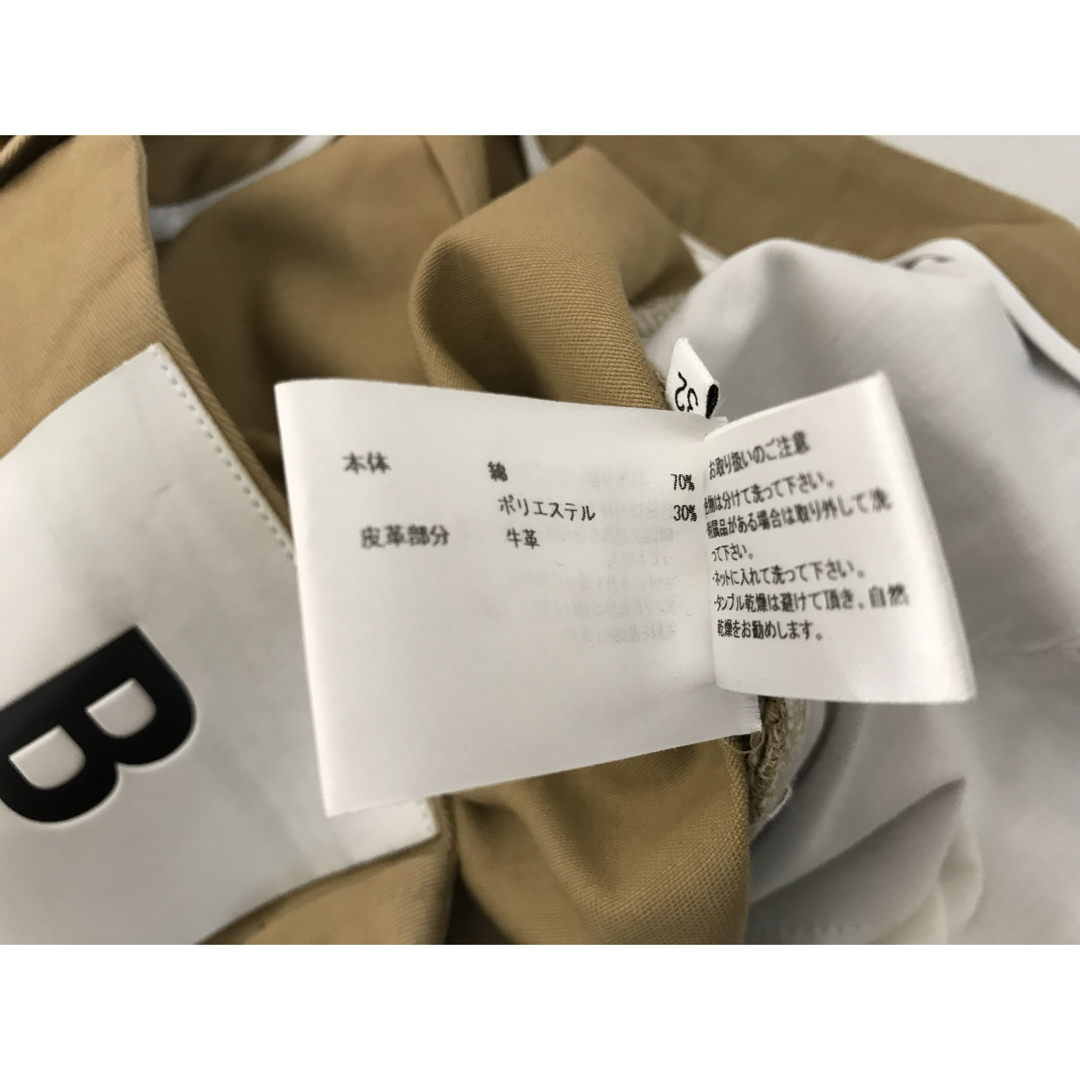 本体 綿 70%
ポリエステル 30%
皮革部分 牛革
お取り扱いのご注意
物は分けて洗って下さい。
属品がある場合は取り外して洗
って下さい。
・ネットに入れて洗って下さい。
・タンブル乾燥は避けて頂き、自然
乾燥をお勧めします。
B